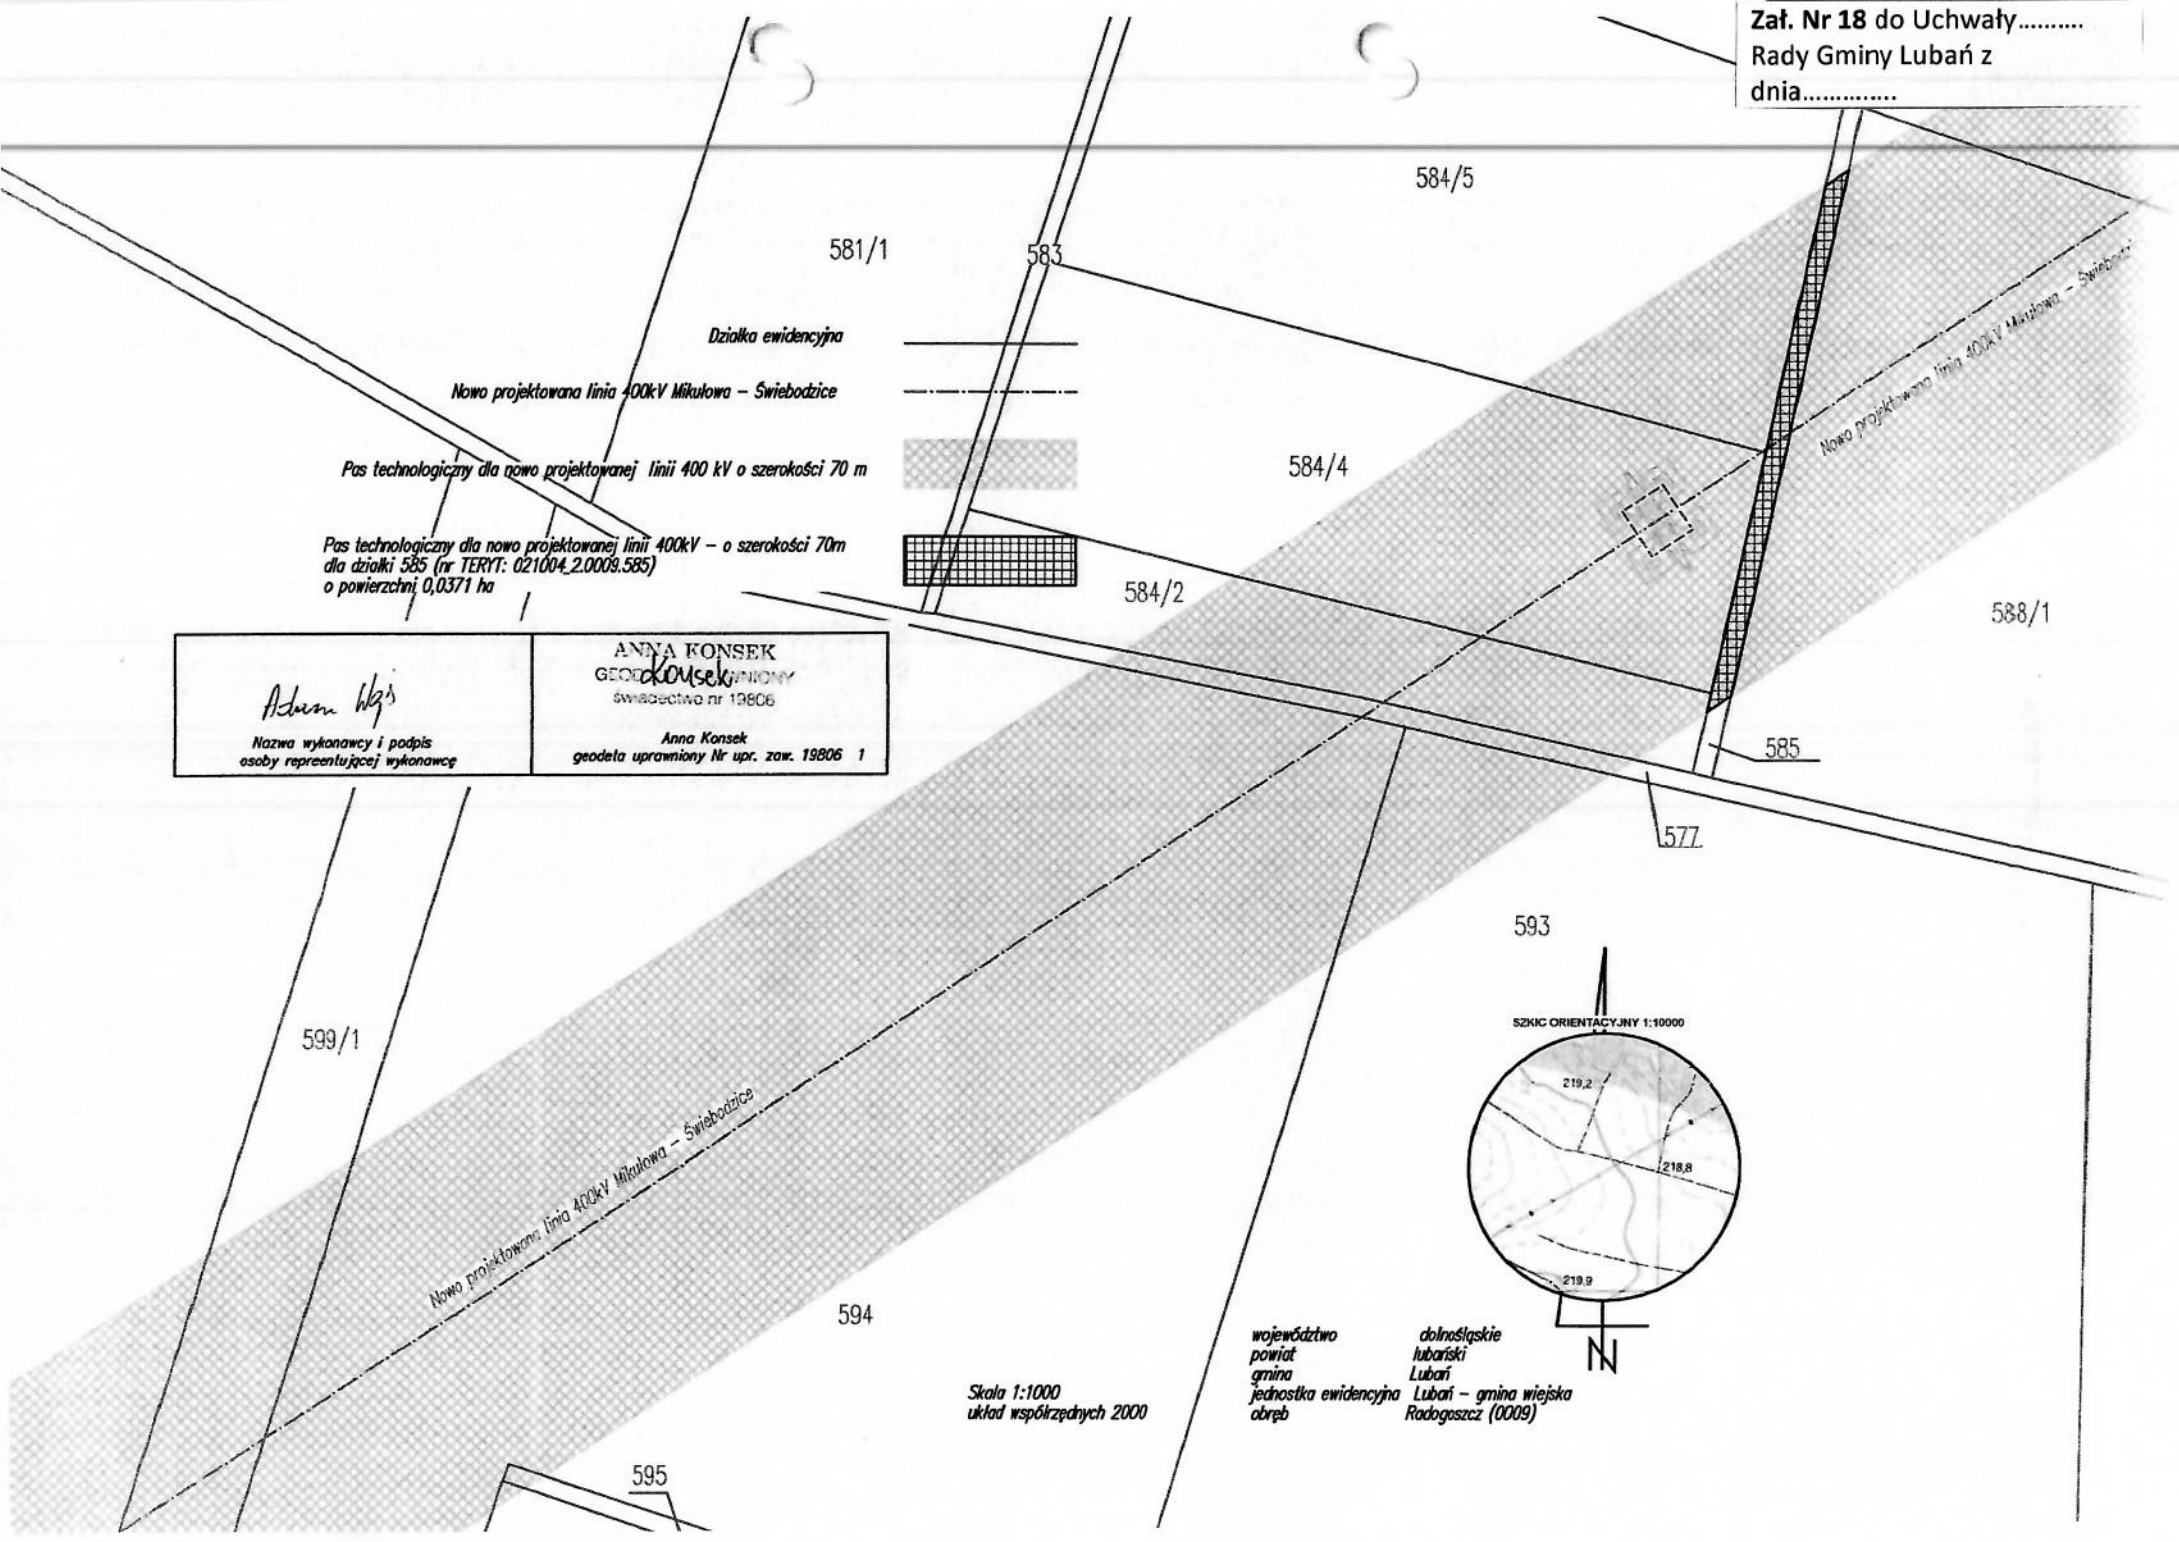 Zał. Nr 18 do Uchwały..........
Rady Gminy Lubań z
dnia..............
584/5
581/1
583
Działka ewidencyjna
Nowo projektowana linia 400kV Mikułowa – Świebodzice
Nowo projektowana linia 400kV Mikułowa – Świebodzi
584/4
Pas technologiczny dla nowo projektowanej linii 400 kV o szerokości 70 m
Pas technologiczny dla nowo projektowanej linii 400kV – o szerokości 70m
dla działki 585 (nr TERYT: 021004_2.0009.585)
o powierzchni 0,0371 ha
584/2
588/1
ANNA KONSEK
Konsek
świadectwo nr 19806
Adam
Nazwa wykonawcy i podpis
osoby repreentującej wykonawcę
Anna Konsek
geodeta uprawniony Nr upr. zaw. 19806 1
585
577
593
SZKIC ORIENTACYJNY 1:10000
599/1
219,2
218,8
219,9
Nowo projektowana linia 400kV Mikułowa – Świebodzice
594
N
województwo dolnośląskie
powiat lubański
gmina Lubań
jednostka ewidencyjna Lubań – gmina wiejska
obręb Radogoszcz (0009)
Skala 1:1000
układ współrzędnych 2000
595